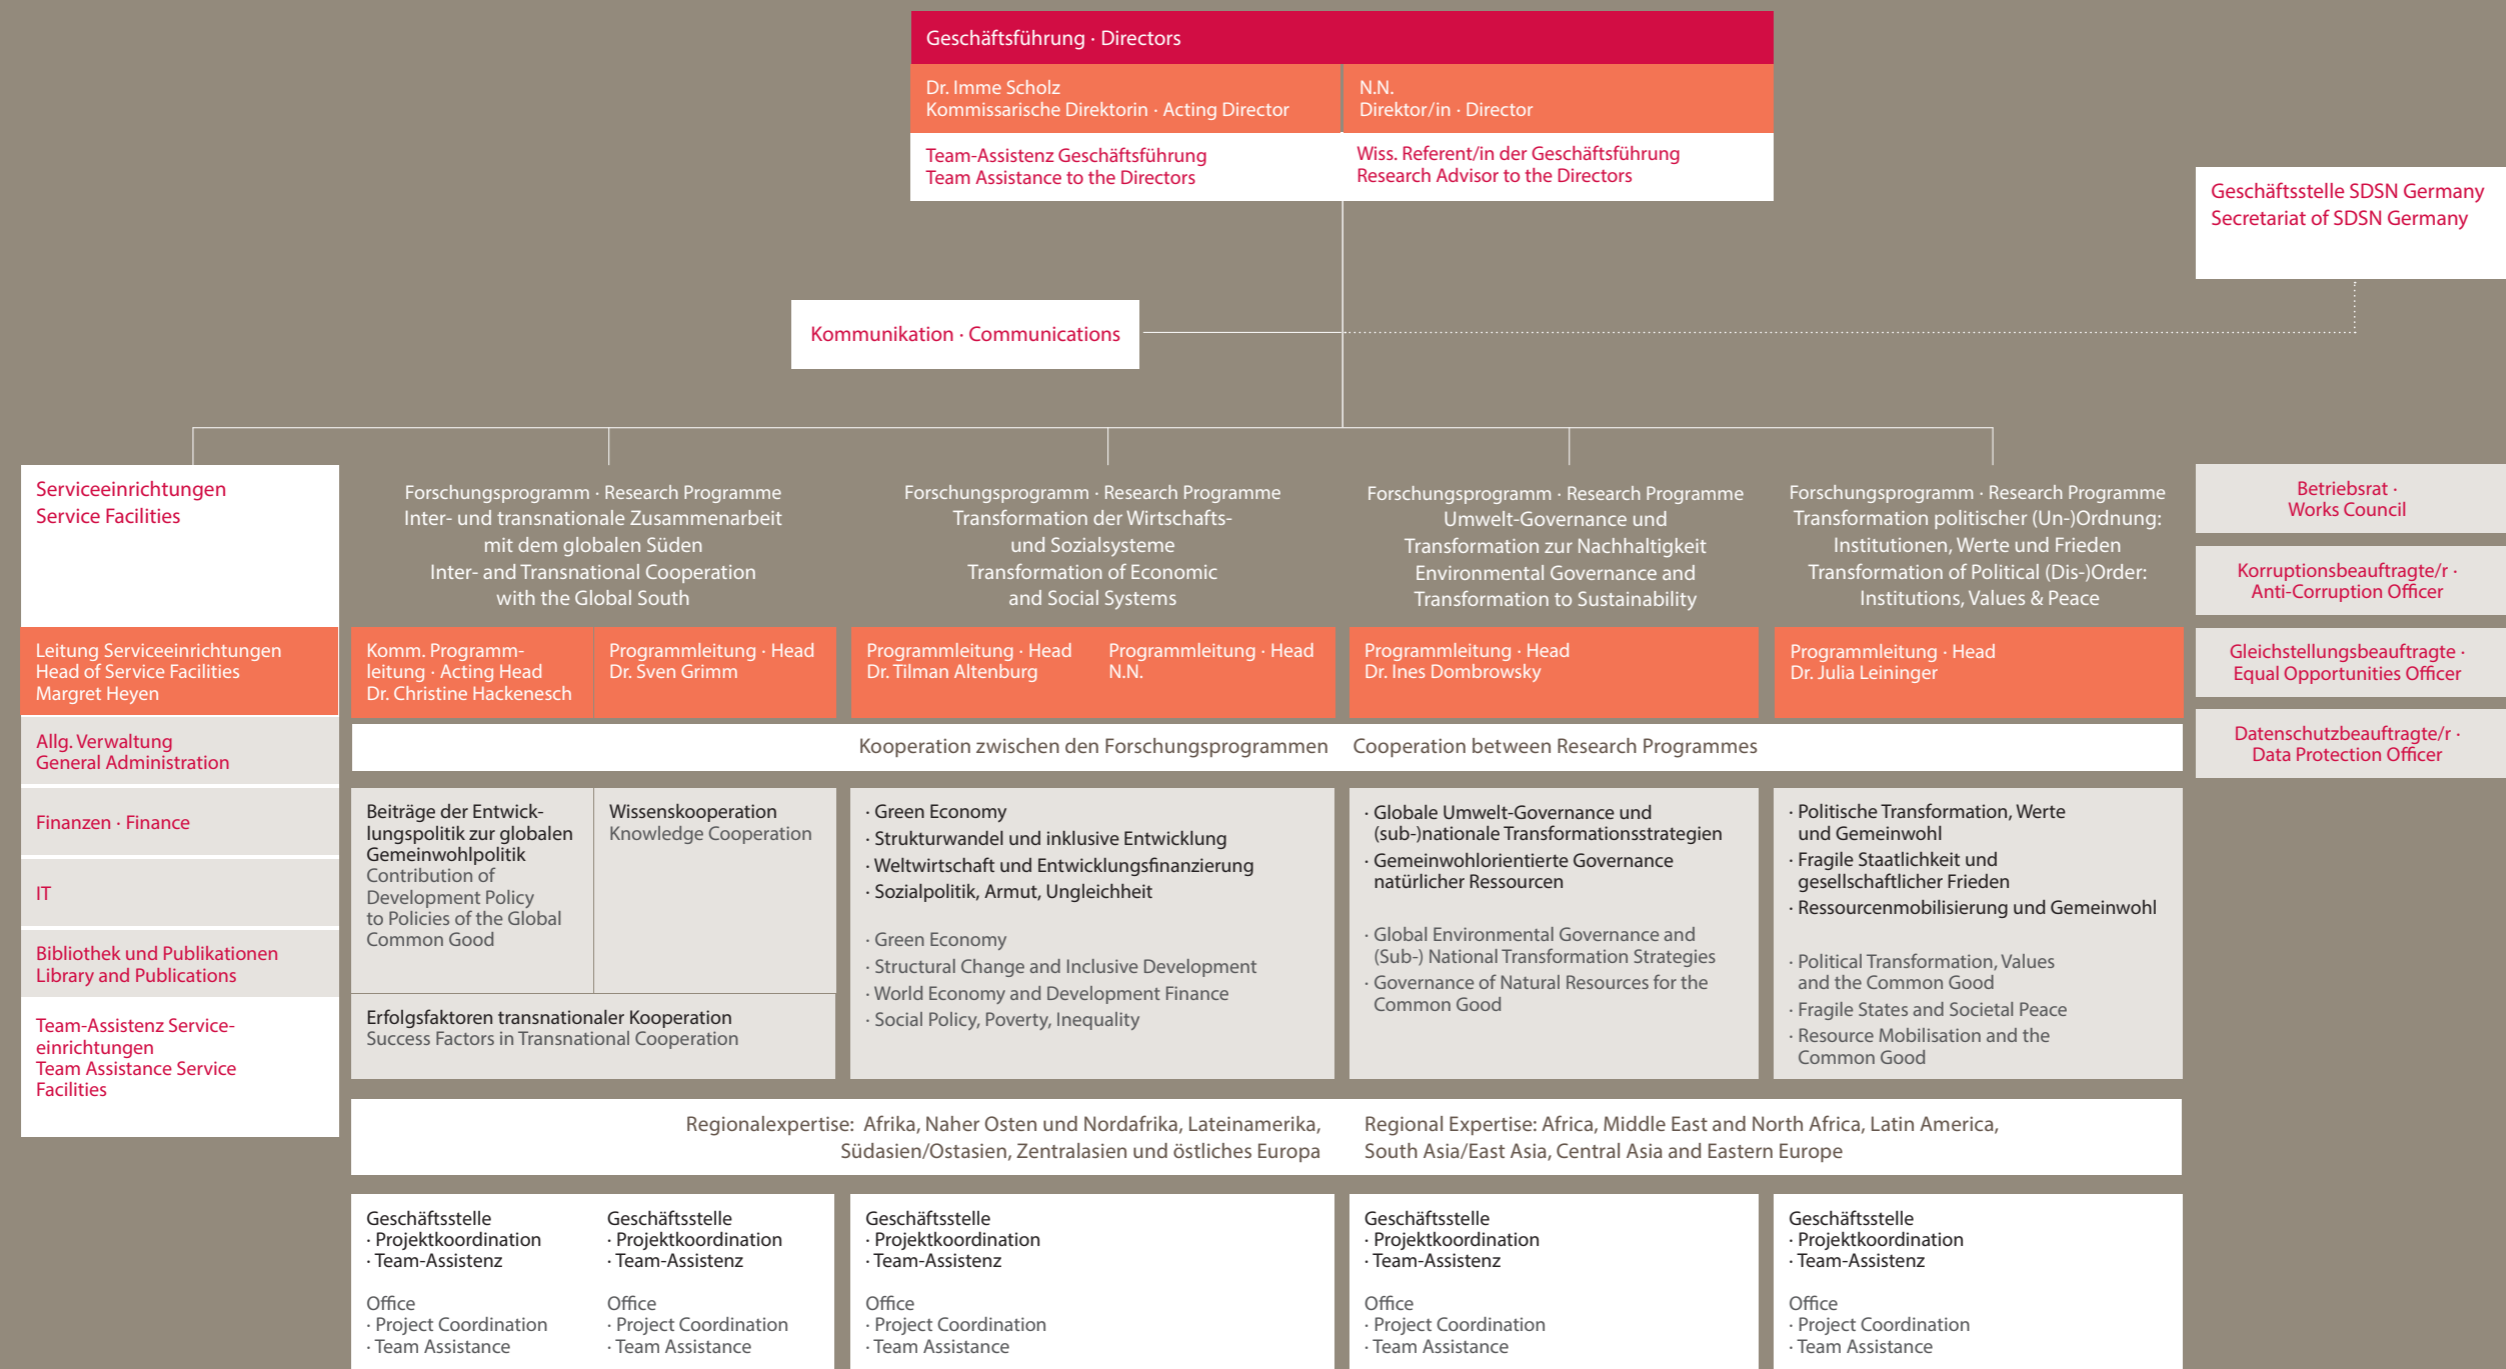 Geschäftsführung · Directors
Dr. Imme Scholz
Kommissarische Direktorin · Acting Director
N.N.
Direktor/in · Director
Team-Assistenz Geschäftsführung
Team Assistance to the Directors
Wiss. Referent/in der Geschäftsführung
Research Advisor to the Directors
Geschäftsstelle SDSN Germany
Secretariat of SDSN Germany
Kommunikation · Communications
Serviceeinrichtungen
Service Facilities
Leitung Serviceeinrichtungen
Head of Service Facilities
Margret Heyen
Allg. Verwaltung
General Administration
Finanzen · Finance
IT
Bibliothek und Publikationen
Library and Publications
Team-Assistenz Service-
einrichtungen
Team Assistance Service
Facilities
Forschungsprogramm · Research Programme
Inter- und transnationale Zusammenarbeit
mit dem globalen Süden
Inter- and Transnational Cooperation
with the Global South
Forschungsprogramm · Research Programme
Transformation der Wirtschafts-
und Sozialsysteme
Transformation of Economic
and Social Systems
Forschungsprogramm · Research Programme
Umwelt-Governance und
Transformation zur Nachhaltigkeit
Environmental Governance and
Transformation to Sustainability
Forschungsprogramm · Research Programme
Transformation politischer (Un-)Ordnung:
Institutionen, Werte und Frieden
Transformation of Political (Dis-)Order:
Institutions, Values & Peace
Komm. Programm-
leitung · Acting Head
Dr. Christine Hackenesch
Programmleitung · Head
Dr. Sven Grimm
Programmleitung · Head
Dr. Tilman Altenburg
Programmleitung · Head
N.N.
Programmleitung · Head
Dr. Ines Dombrowsky
Programmleitung · Head
Dr. Julia Leininger
Betriebsrat ·
Works Council
Korruptionsbeauftragte/r ·
Anti-Corruption Officer
Gleichstellungsbeauftragte ·
Equal Opportunities Officer
Datenschutzbeauftragte/r ·
Data Protection Officer
Kooperation zwischen den Forschungsprogrammen Cooperation between Research Programmes
Beiträge der Entwick-
lungspolitik zur globalen
Gemeinwohlpolitik
Contribution of
Development Policy
to Policies of the Global
Common Good
Wissenskooperation
Knowledge Cooperation
Erfolgsfaktoren transnationaler Kooperation
Success Factors in Transnational Cooperation
· Green Economy
· Strukturwandel und inklusive Entwicklung
· Weltwirtschaft und Entwicklungsfinanzierung
· Sozialpolitik, Armut, Ungleichheit
· Green Economy
· Structural Change and Inclusive Development
· World Economy and Development Finance
· Social Policy, Poverty, Inequality
· Globale Umwelt-Governance und
(sub-)nationale Transformationsstrategien
· Gemeinwohlorientierte Governance
natürlicher Ressourcen
· Global Environmental Governance and
(Sub-) National Transformation Strategies
· Governance of Natural Resources for the
Common Good
· Politische Transformation, Werte
und Gemeinwohl
· Fragile Staatlichkeit und
gesellschaftlicher Frieden
· Ressourcenmobilisierung und Gemeinwohl
· Political Transformation, Values
and the Common Good
· Fragile States and Societal Peace
· Resource Mobilisation and the
Common Good
Regionalexpertise: Afrika, Naher Osten und Nordafrika, Lateinamerika,
Südasien/Ostasien, Zentralasien und östliches Europa
Regional Expertise: Africa, Middle East and North Africa, Latin America,
South Asia/East Asia, Central Asia and Eastern Europe
Geschäftsstelle
· Projektkoordination
· Team-Assistenz
Office
· Project Coordination
· Team Assistance
Geschäftsstelle
· Projektkoordination
· Team-Assistenz
Office
· Project Coordination
· Team Assistance
Geschäftsstelle
· Projektkoordination
· Team-Assistenz
Office
· Project Coordination
· Team Assistance
Geschäftsstelle
· Projektkoordination
· Team-Assistenz
Office
· Project Coordination
· Team Assistance
Geschäftsstelle
· Projektkoordination
· Team-Assistenz
Office
· Project Coordination
· Team Assistance